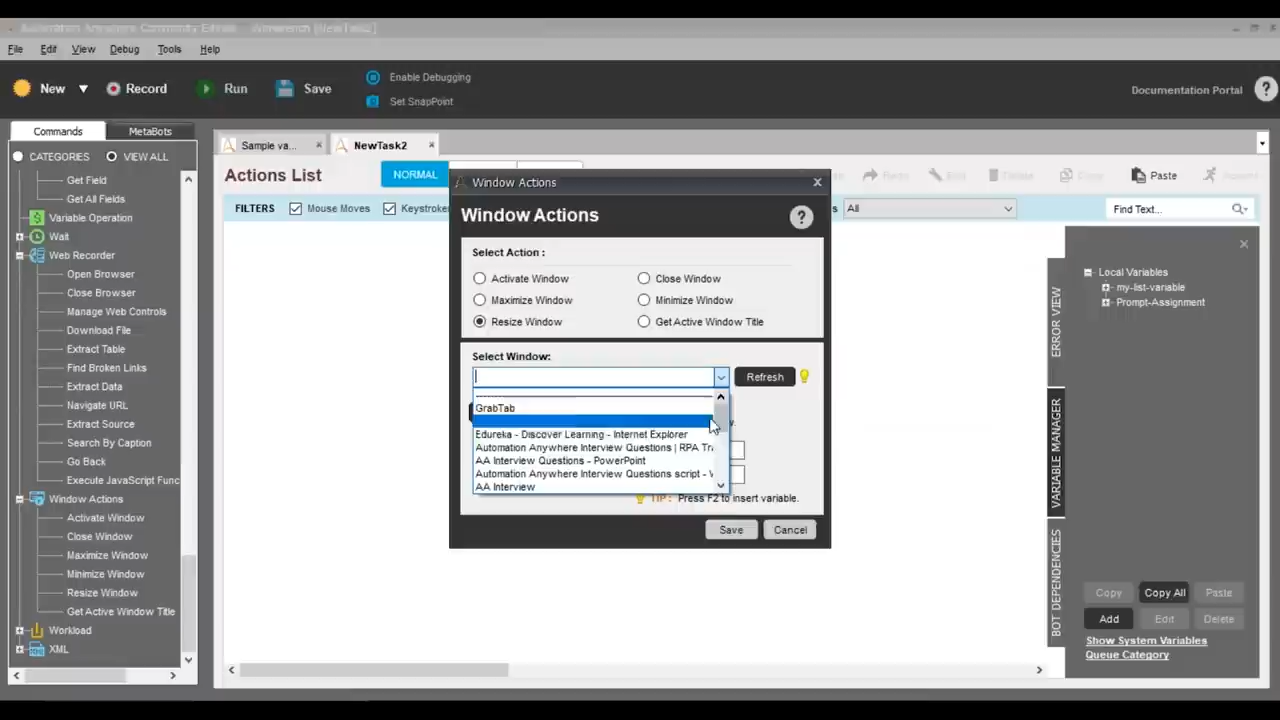 Automation Anywhere Community Edition - Workbench [NewTask2]
File Edit View Debug Tools Help
New Record Run Save
Enable Debugging
Set SnapPoint
Documentation Portal ?
Commands MetaBots
CATEGORIES VIEW ALL
Get Field
Get All Fields
Variable Operation
Wait
Web Recorder
Open Browser
Close Browser
Manage Web Controls
Download File
Extract Table
Find Broken Links
Extract Data
Navigate URL
Extract Source
Search By Caption
Go Back
Execute JavaScript Func
Window Actions
Activate Window
Close Window
Maximize Window
Minimize Window
Resize Window
Get Active Window Title
Workload
XML
Sample va... NewTask2
Actions List NORMAL
Paste
FILTERS Mouse Moves Keystroke
All
Find Text...
Window Actions
Window Actions ?
Select Action :
Activate Window Close Window
Maximize Window Minimize Window
Resize Window Get Active Window Title
Select Window:
Refresh
GrabTab
Edureka - Discover Learning - Internet Explorer
Automation Anywhere Interview Questions | RPA Tr
AA Interview Questions - PowerPoint
Automation Anywhere Interview Questions script -
AA Interview
TIP : Press F2 to insert variable.
Save Cancel
ERROR VIEW
VARIABLE MANAGER
BOT DEPENDENCIES
Local Variables
my-list-variable
Prompt-Assignment
Copy Copy All Paste
Add Edit Delete
Show System Variables
Queue Category